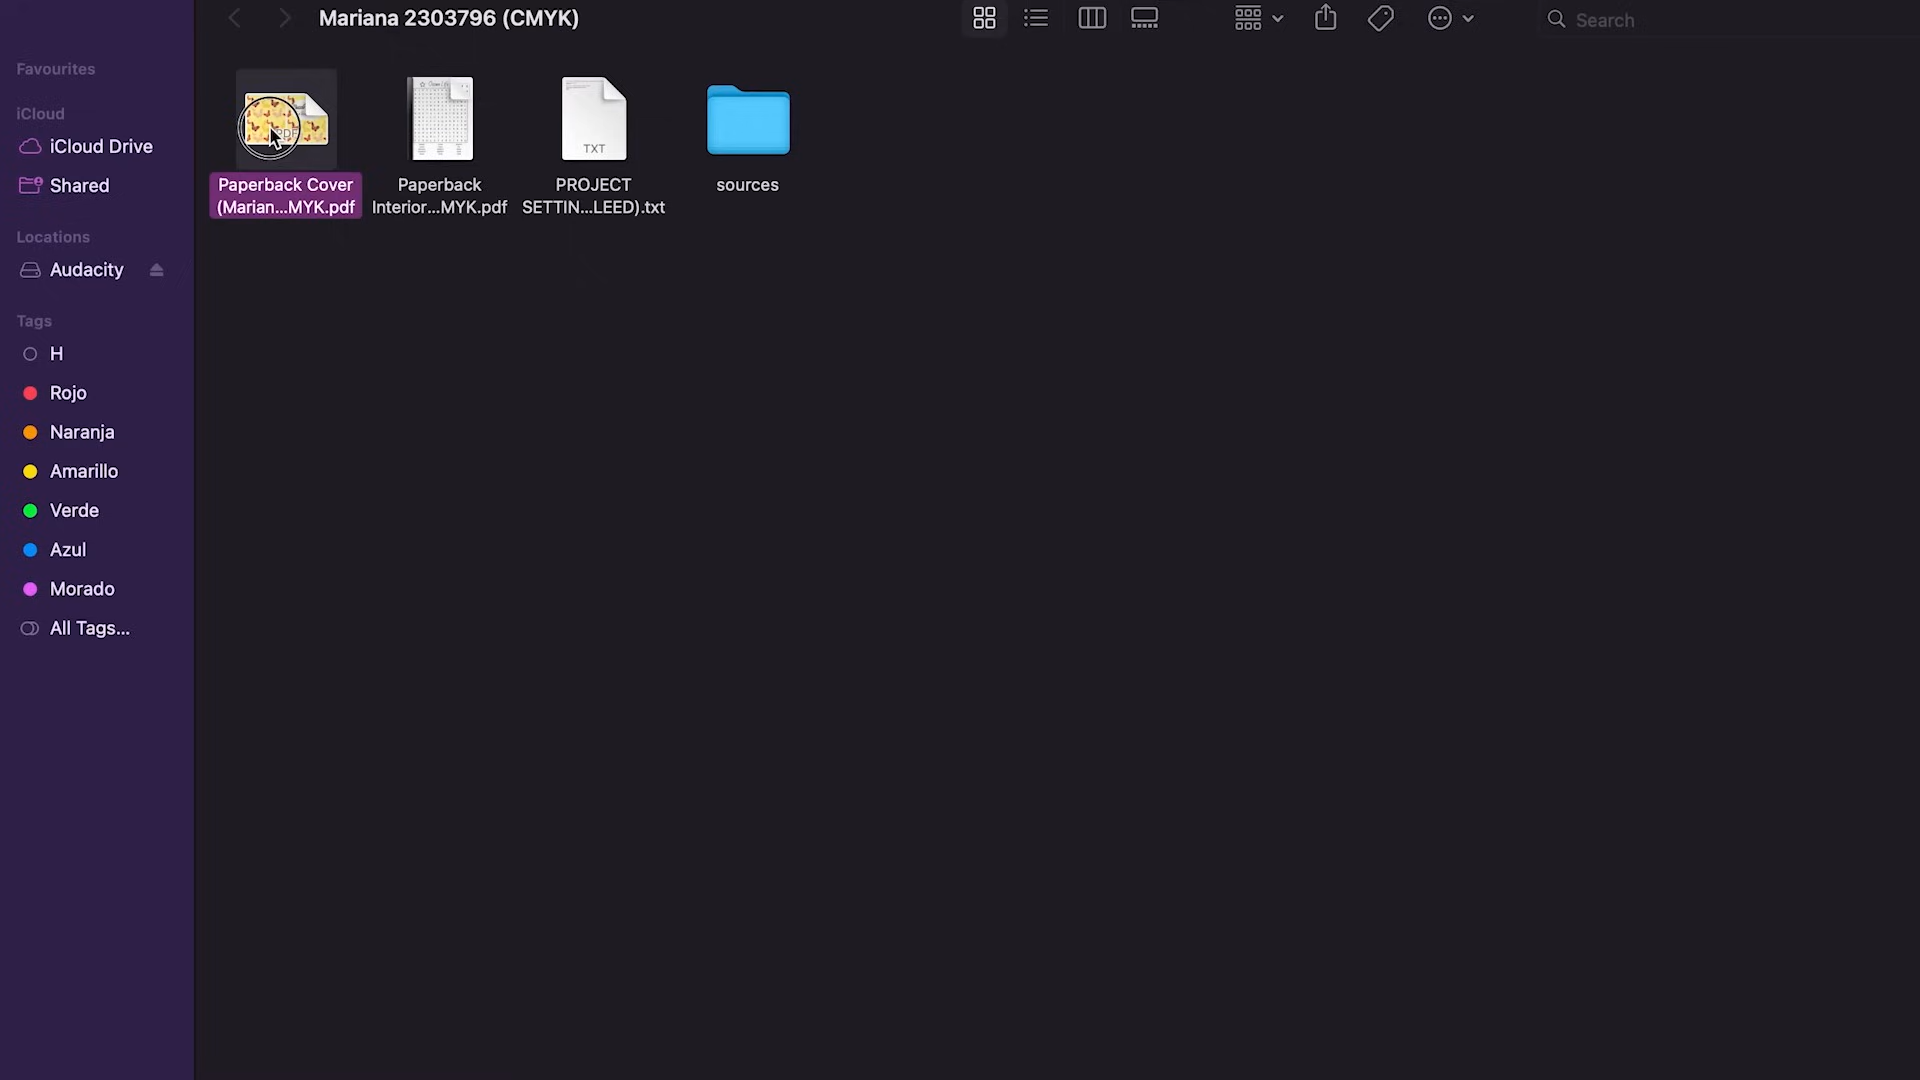 Mariana 2303796 (CMYK)
Search
Favourites
iCloud
iCloud Drive
Shared
Locations
Audacity
Tags
H
Rojo
Naranja
Amarillo
Verde
Azul
Morado
All Tags...
PDF
Paperback Cover
(Marian...MYK.pdf
Paperback
Interior...MYK.pdf
TXT
PROJECT
SETTIN...LEED).txt
sources